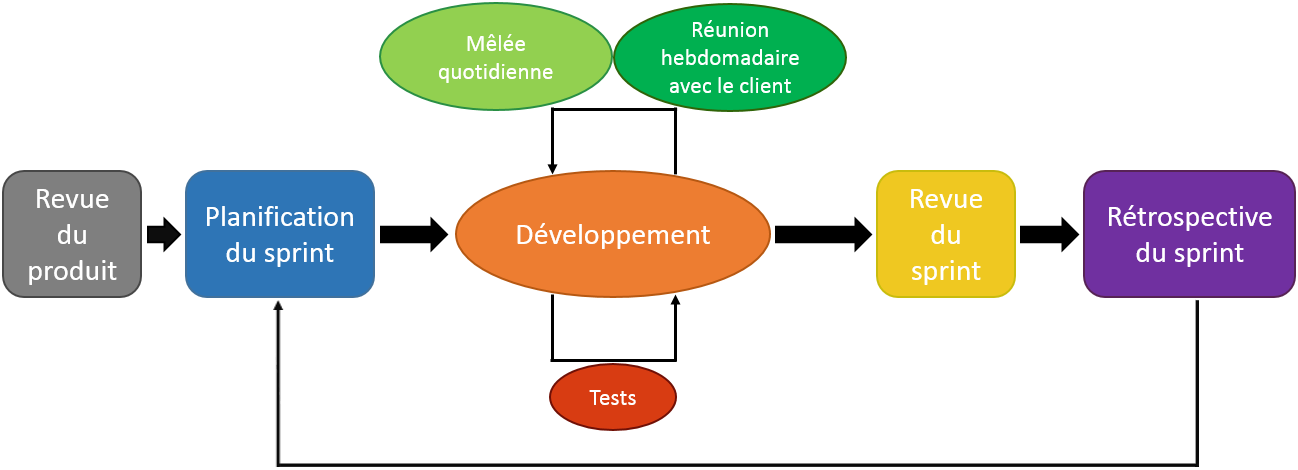 Mêlée
quotidienne
Réunion
hebdomadaire
avec le client
Revue
du
produit
Planification
du sprint
Développement
Revue
du
sprint
Rétrospective
du sprint
Tests